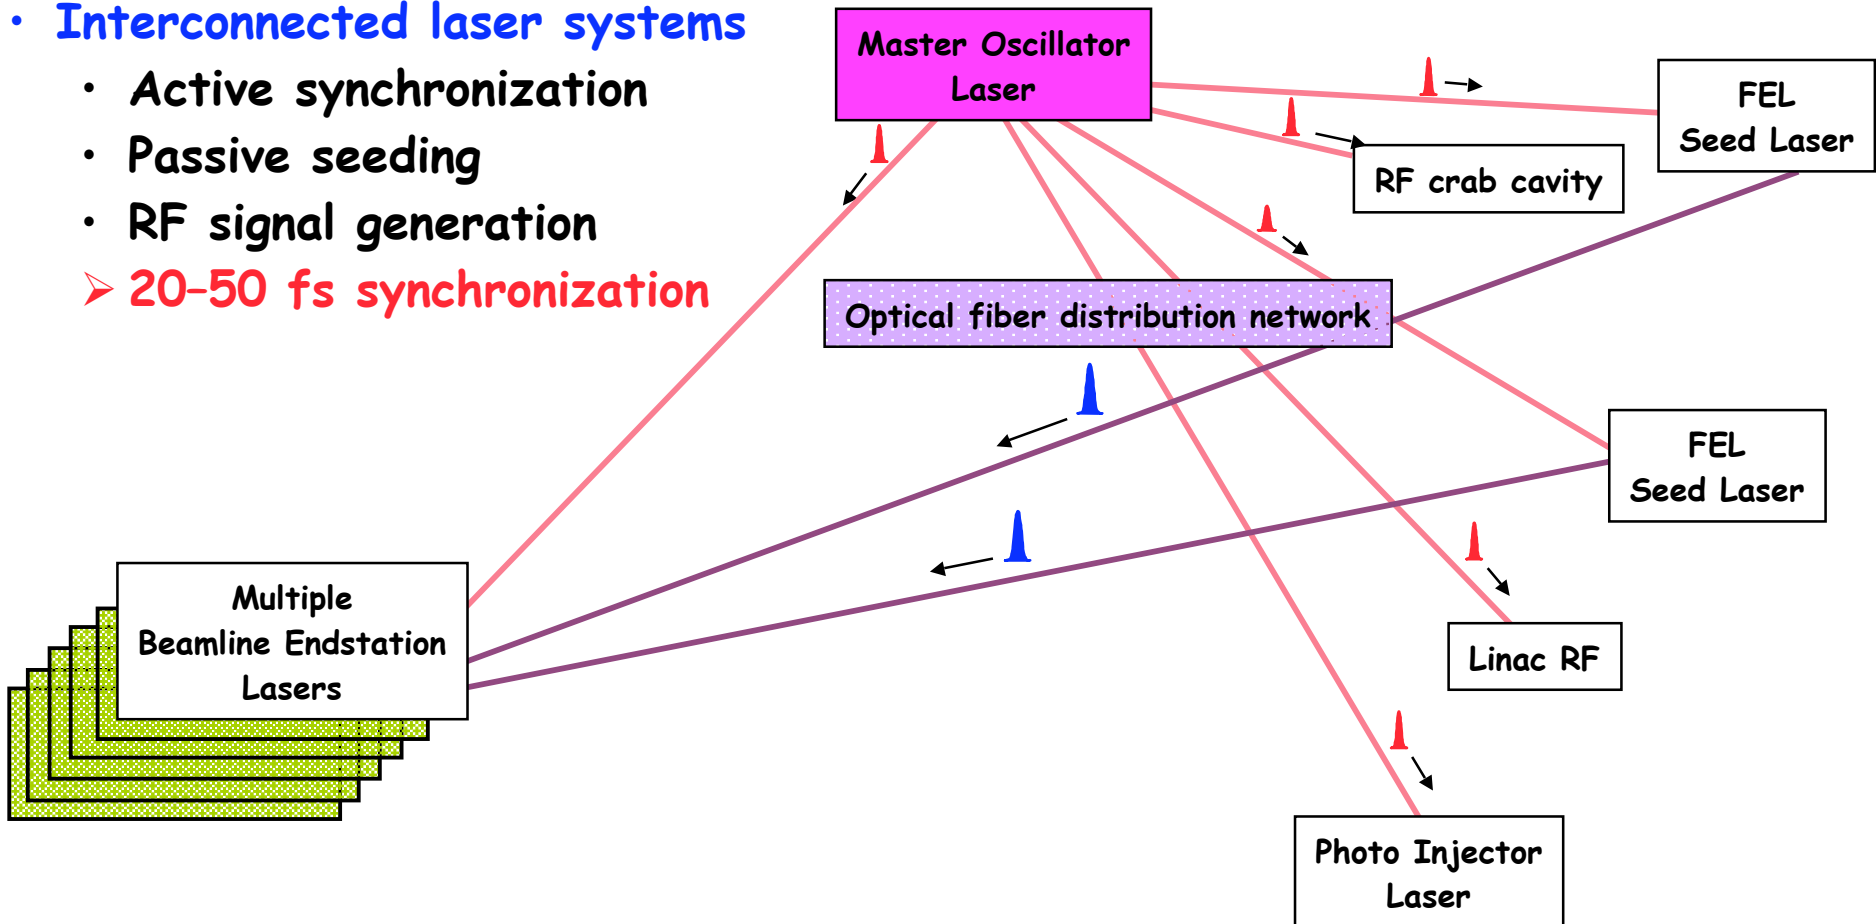 • Interconnected laser systems
• Active synchronization
• Passive seeding
• RF signal generation
➢ 20–50 fs synchronization
Master Oscillator
Laser
FEL
Seed Laser
RF crab cavity
Optical fiber distribution network
FEL
Seed Laser
Multiple
Beamline Endstation
Lasers
Linac RF
Photo Injector
Laser